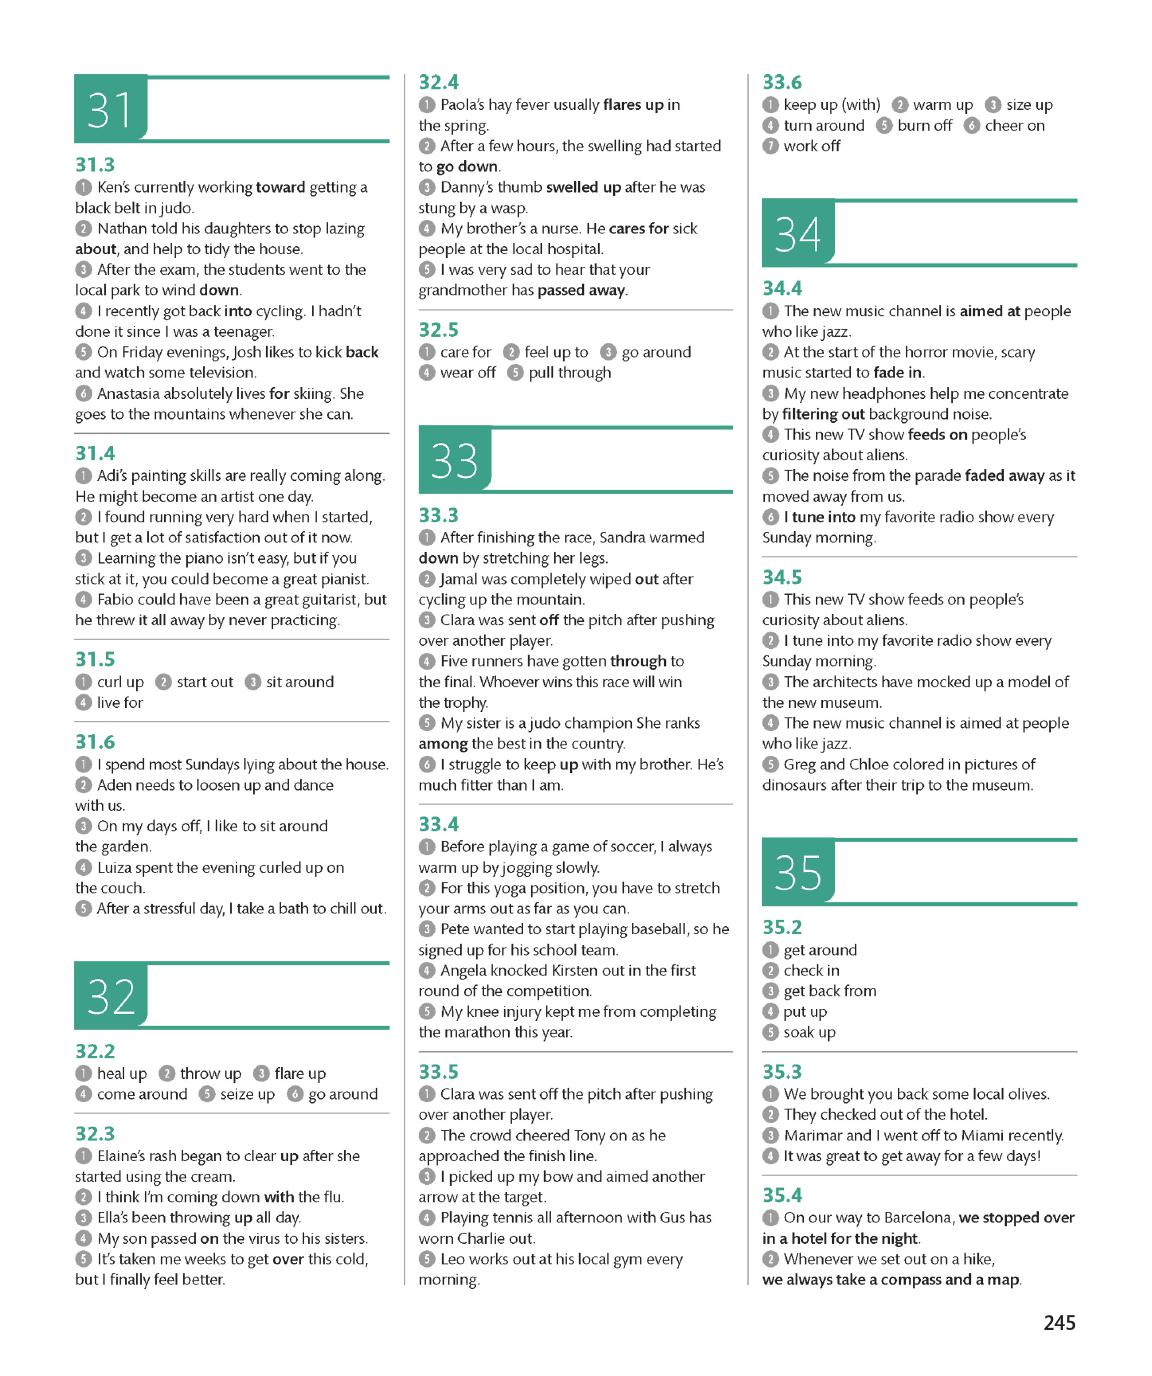 31
31.3
1 Ken's currently working toward getting a
black belt in judo.
2 Nathan told his daughters to stop lazing
about, and help to tidy the house.
3 After the exam, the students went to the
local park to wind down.
4 I recently got back into cycling. I hadn't
done it since I was a teenager.
5 On Friday evenings, Josh likes to kick back
and watch some television.
6 Anastasia absolutely lives for skiing. She
goes to the mountains whenever she can.
31.4
1 Adi's painting skills are really coming along.
He might become an artist one day.
2 I found running very hard when I started,
but I get a lot of satisfaction out of it now.
3 Learning the piano isn't easy, but if you
stick at it, you could become a great pianist.
4 Fabio could have been a great guitarist, but
he threw it all away by never practicing.
31.5
1 curl up 2 start out 3 sit around
4 live for
31.6
1 I spend most Sundays lying about the house.
2 Aden needs to loosen up and dance
with us.
3 On my days off, I like to sit around
the garden.
4 Luiza spent the evening curled up on
the couch.
5 After a stressful day, I take a bath to chill out.
32
32.2
1 heal up 2 throw up 3 flare up
4 come around 5 seize up 6 go around
32.3
1 Elaine's rash began to clear up after she
started using the cream.
2 I think I'm coming down with the flu.
3 Ella's been throwing up all day.
4 My son passed on the virus to his sisters.
5 It's taken me weeks to get over this cold,
but I finally feel better.
32.4
1 Paola's hay fever usually flares up in
the spring.
2 After a few hours, the swelling had started
to go down.
3 Danny's thumb swelled up after he was
stung by a wasp.
4 My brother's a nurse. He cares for sick
people at the local hospital.
5 I was very sad to hear that your
grandmother has passed away.
32.5
1 care for 2 feel up to 3 go around
4 wear off 5 pull through
33
33.3
1 After finishing the race, Sandra warmed
down by stretching her legs.
2 Jamal was completely wiped out after
cycling up the mountain.
3 Clara was sent off the pitch after pushing
over another player.
4 Five runners have gotten through to
the final. Whoever wins this race will win
the trophy.
5 My sister is a judo champion She ranks
among the best in the country.
6 I struggle to keep up with my brother. He's
much fitter than I am.
33.4
1 Before playing a game of soccer, I always
warm up by jogging slowly.
2 For this yoga position, you have to stretch
your arms out as far as you can.
3 Pete wanted to start playing baseball, so he
signed up for his school team.
4 Angela knocked Kirsten out in the first
round of the competition.
5 My knee injury kept me from completing
the marathon this year.
33.5
1 Clara was sent off the pitch after pushing
over another player.
2 The crowd cheered Tony on as he
approached the finish line.
3 I picked up my bow and aimed another
arrow at the target.
4 Playing tennis all afternoon with Gus has
worn Charlie out.
5 Leo works out at his local gym every
morning.
33.6
1 keep up (with) 2 warm up 3 size up
4 turn around 5 burn off 6 cheer on
7 work off
34
34.4
1 The new music channel is aimed at people
who like jazz.
2 At the start of the horror movie, scary
music started to fade in.
3 My new headphones help me concentrate
by filtering out background noise.
4 This new TV show feeds on people's
curiosity about aliens.
5 The noise from the parade faded away as it
moved away from us.
6 I tune into my favorite radio show every
Sunday morning.
34.5
1 This new TV show feeds on people's
curiosity about aliens.
2 I tune into my favorite radio show every
Sunday morning.
3 The architects have mocked up a model of
the new museum.
4 The new music channel is aimed at people
who like jazz.
5 Greg and Chloe colored in pictures of
dinosaurs after their trip to the museum.
35
35.2
1 get around
2 check in
3 get back from
4 put up
5 soak up
35.3
1 We brought you back some local olives.
2 They checked out of the hotel.
3 Marimar and I went off to Miami recently.
4 It was great to get away for a few days!
35.4
1 On our way to Barcelona, we stopped over
in a hotel for the night.
2 Whenever we set out on a hike,
we always take a compass and a map.
245